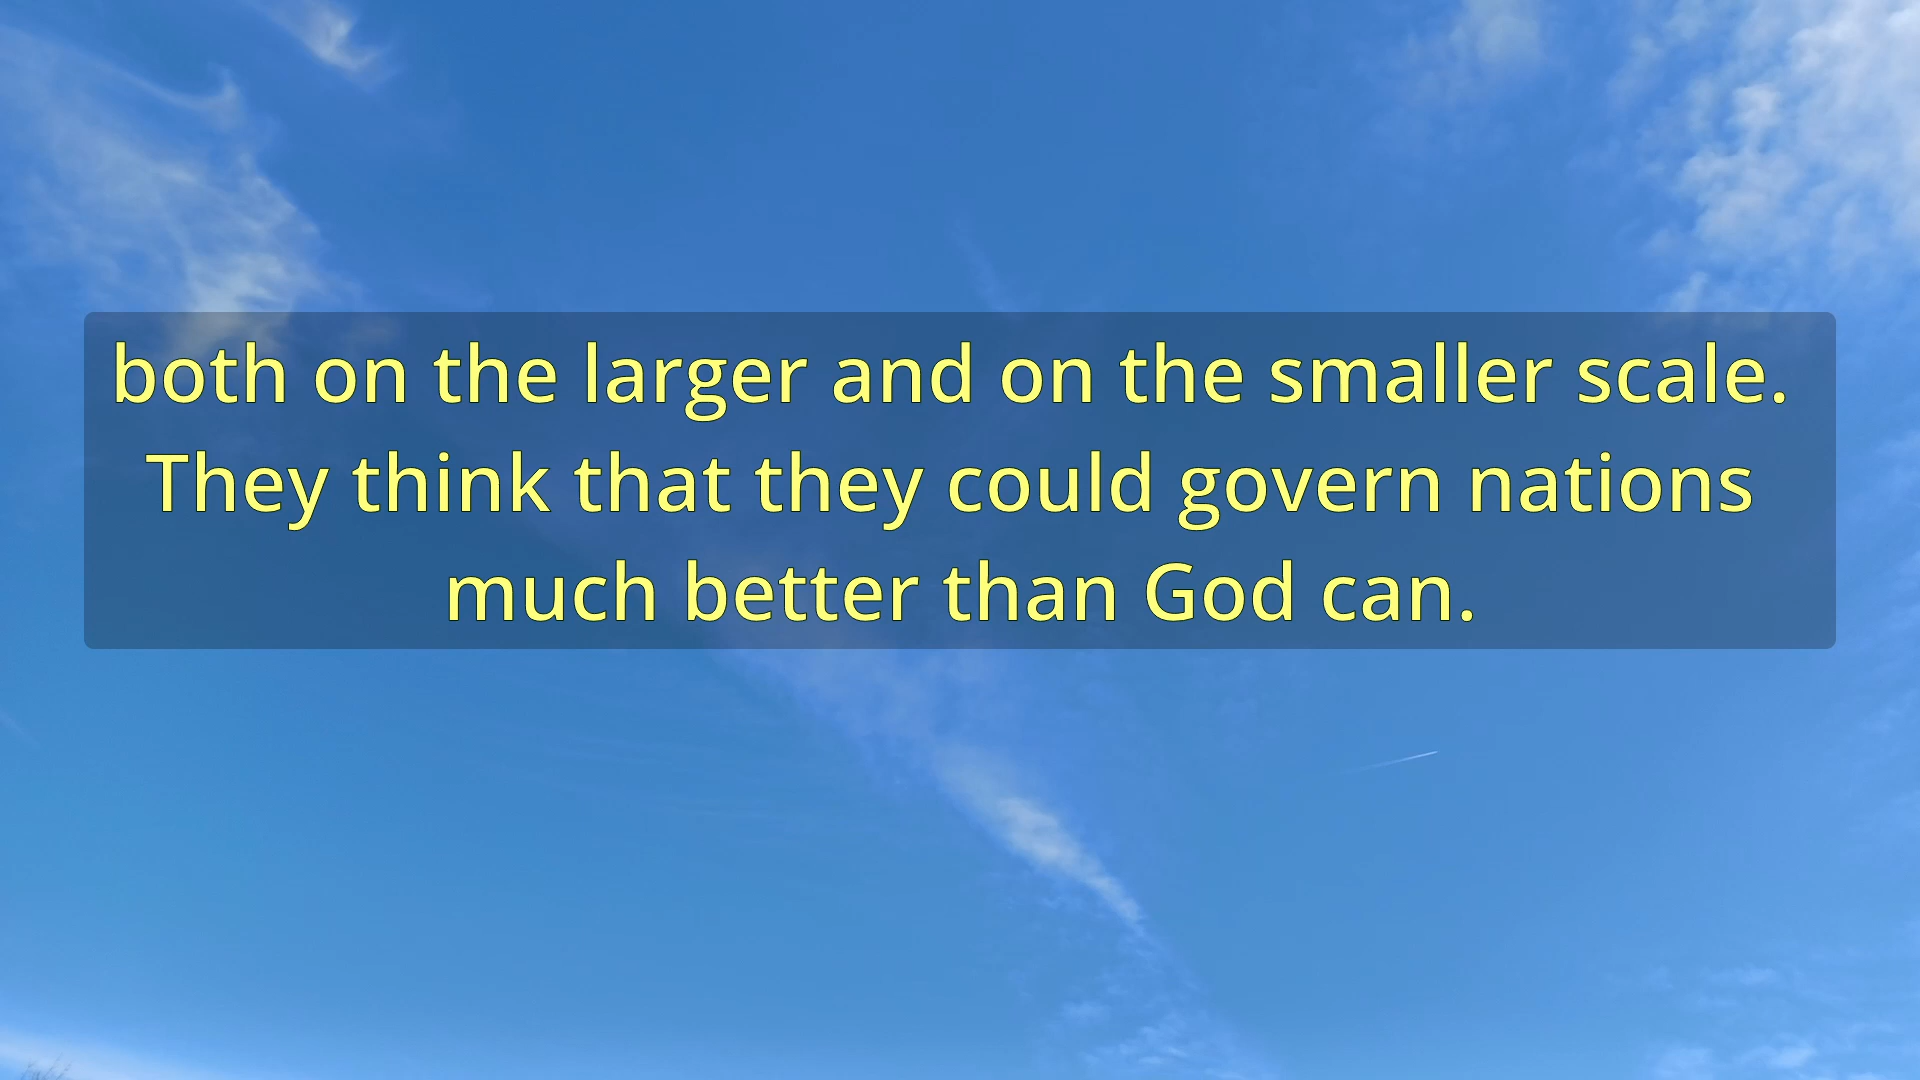 both on the larger and on the smaller scale.
They think that they could govern nations
much better than God can.